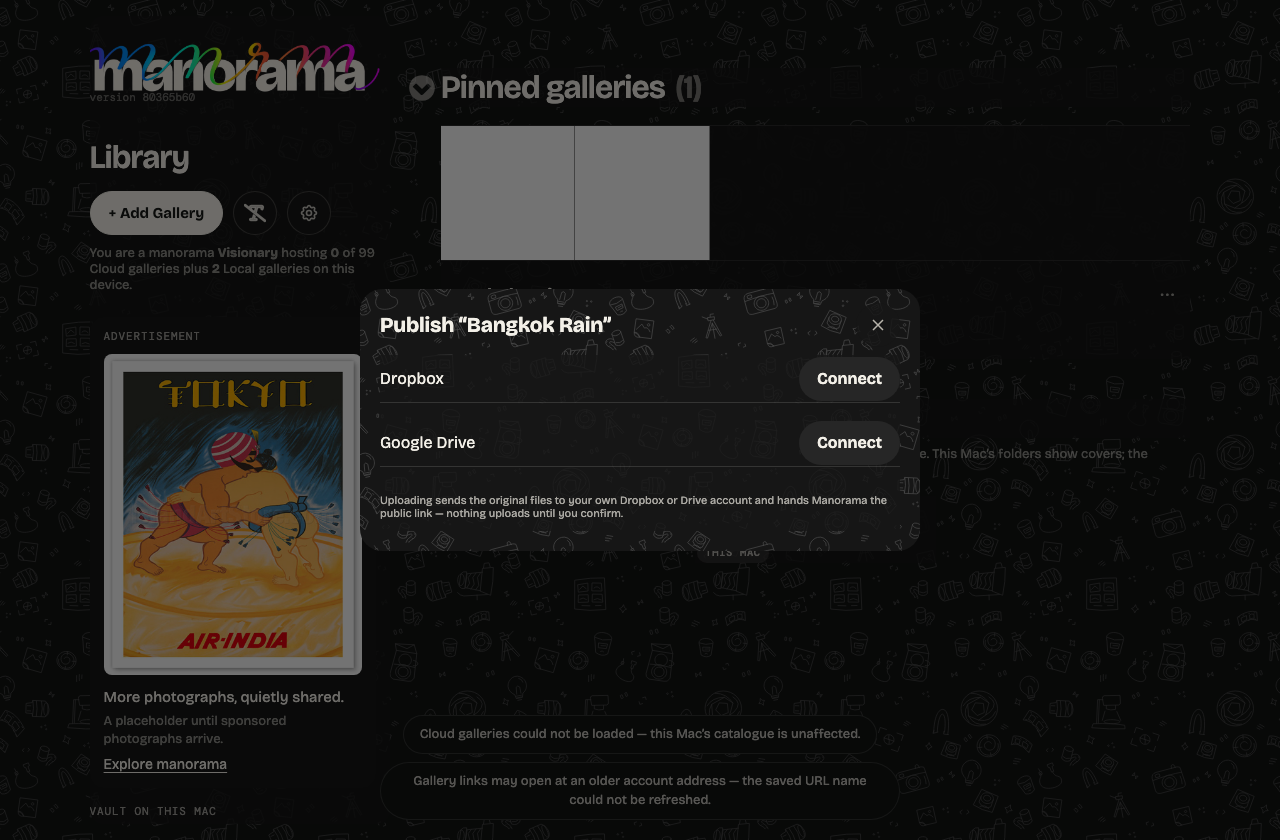 manorama
version 80365b60
Library
+ Add Gallery
You are a manorama Visionary hosting 0 of 99
Cloud galleries plus 2 Local galleries on this
device.
ADVERTISEMENT
TOKYO
AIR-INDIA
More photographs, quietly shared.
A placeholder until sponsored
photographs arrive.
Explore manorama
VAULT ON THIS MAC
Pinned galleries (1)
Publish “Bangkok Rain”
Dropbox
Connect
Google Drive
Connect
Uploading sends the original files to your own Dropbox or Drive account and hands Manorama the
public link — nothing uploads until you confirm.
e. This Mac's folders show covers; the
THIS MAC
Cloud galleries could not be loaded — this Mac's catalogue is unaffected.
Gallery links may open at an older account address — the saved URL name
could not be refreshed.